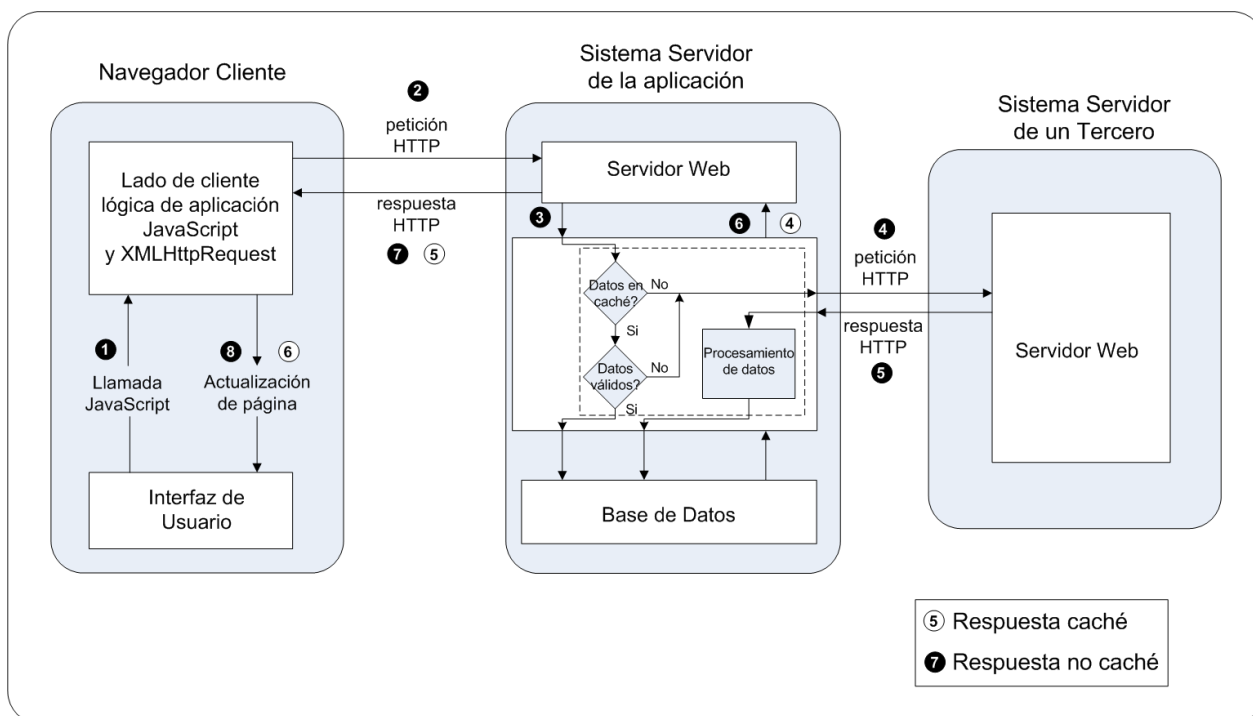 Navegador Cliente
Sistema Servidor
de la aplicación
Sistema Servidor
de un Tercero
2
petición
HTTP
respuesta
HTTP
7 5
Lado de cliente
lógica de aplicación
JavaScript
y XMLHttpRequest
1
Llamada
JavaScript
8 6
Actualización
de página
Interfaz de
Usuario
Servidor Web
3
6 4
Datos en
caché?
No
Si
Datos
válidos?
No
Si
Procesamiento
de datos
Base de Datos
4
petición
HTTP
respuesta
HTTP
5
Servidor Web
5 Respuesta caché
7 Respuesta no caché